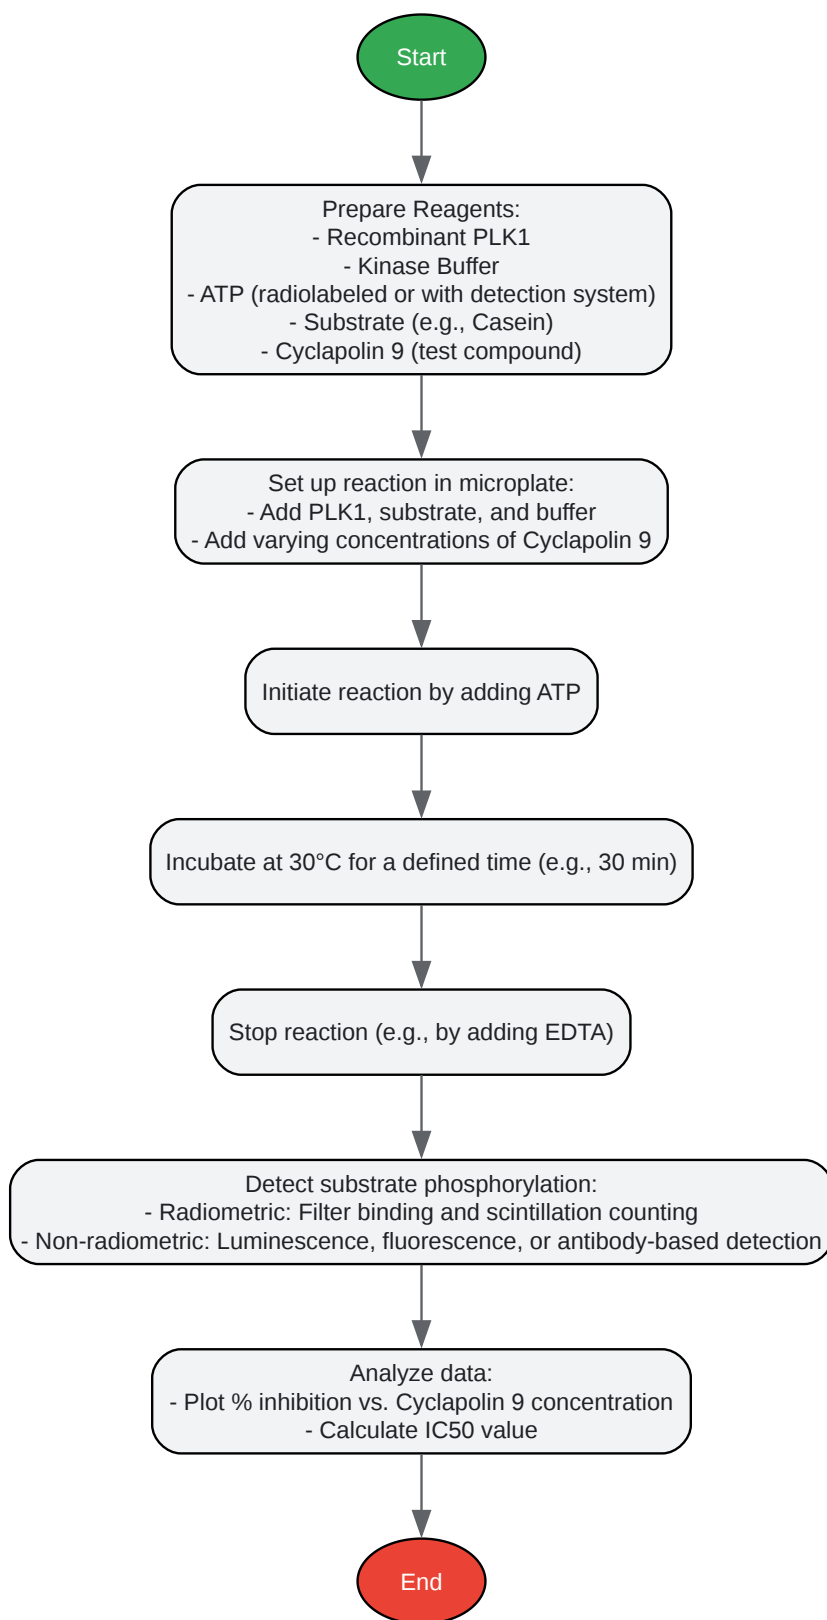 Start
Prepare Reagents:
- Recombinant PLK1
- Kinase Buffer
- ATP (radiolabeled or with detection system)
- Substrate (e.g., Casein)
- Cyclapolin 9 (test compound)
Set up reaction in microplate:
- Add PLK1, substrate, and buffer
- Add varying concentrations of Cyclapolin 9
Initiate reaction by adding ATP
Incubate at 30°C for a defined time (e.g., 30 min)
Stop reaction (e.g., by adding EDTA)
Detect substrate phosphorylation:
- Radiometric: Filter binding and scintillation counting
- Non-radiometric: Luminescence, fluorescence, or antibody-based detection
Analyze data:
- Plot % inhibition vs. Cyclapolin 9 concentration
- Calculate IC50 value
End